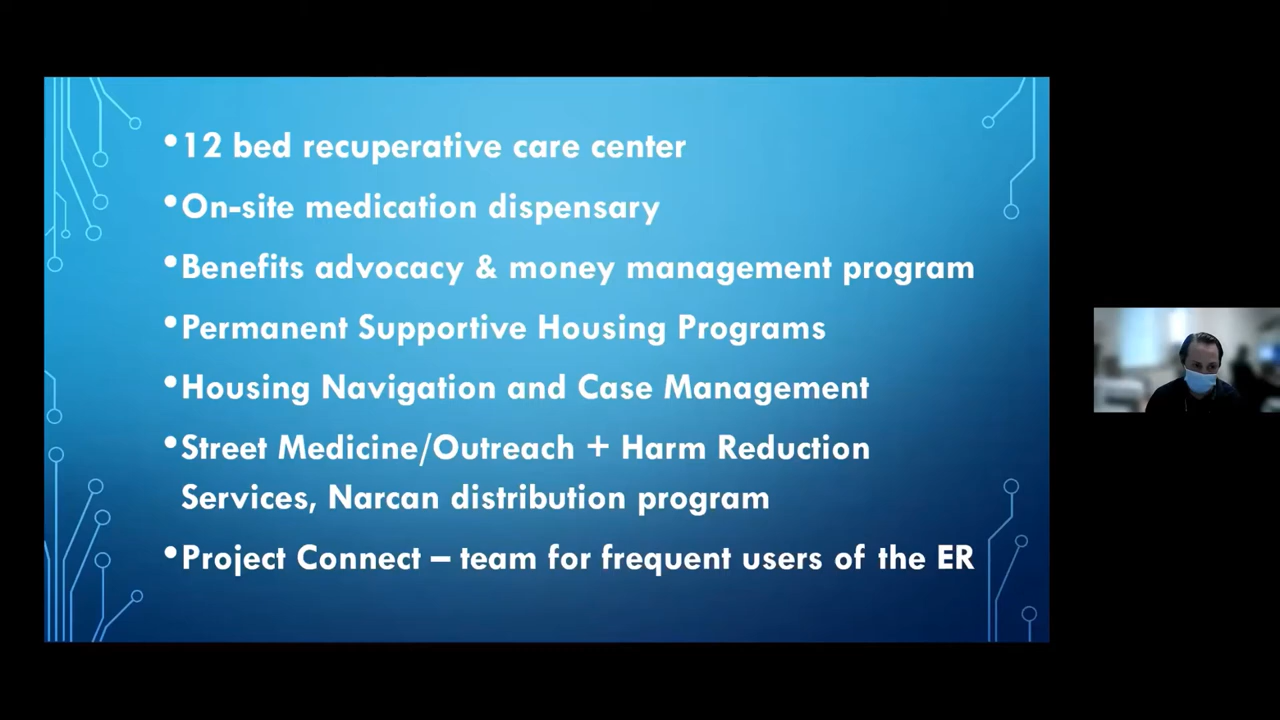 •12 bed recuperative care center
•On-site medication dispensary
•Benefits advocacy & money management program
•Permanent Supportive Housing Programs
•Housing Navigation and Case Management
•Street Medicine/Outreach + Harm Reduction
Services, Narcan distribution program
•Project Connect – team for frequent users of the ER